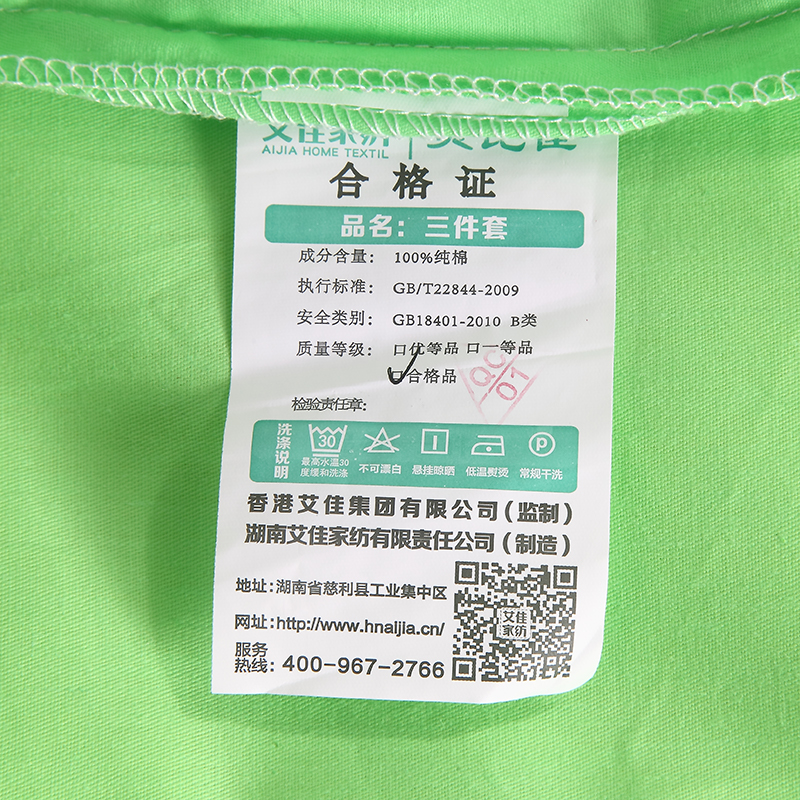 艾佳家纺
AIJIA HOME TEXTIL
合格证
品名：三件套
成分含量： 100%纯棉
执行标准： GB/T22844-2009
安全类别： GB18401-2010 B类
质量等级： 口优等品 口一等品
口合格品
QC
01
检验责任章：
洗涤说明
30
P
最高水温30度缓和洗涤
不可漂白
悬挂晾晒
低温熨烫
常规干洗
香港艾佳集团有限公司（监制）
湖南艾佳家纺有限责任公司（制造）
地址：湖南省慈利县工业集中区
网址：http://www.hnaijia.cn/
服务
热线：400-967-2766
艾佳
家纺